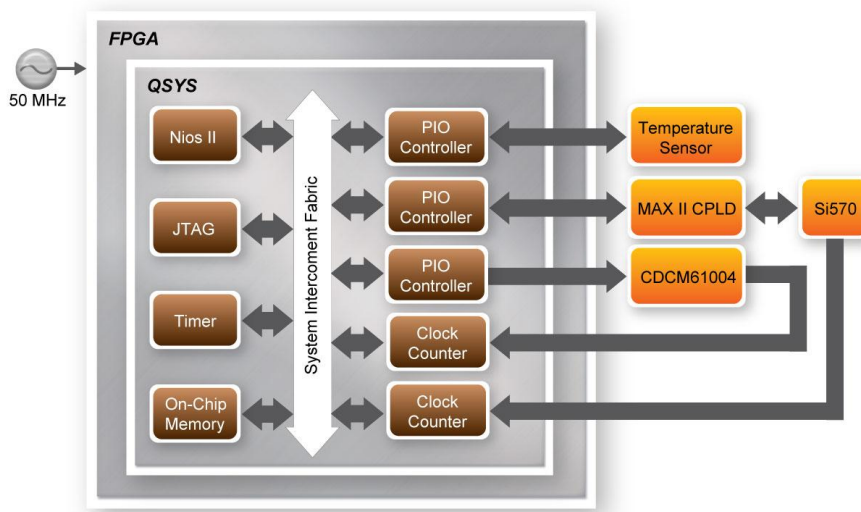 FPGA
50 MHz
QSYS
Nios II
JTAG
Timer
On-Chip
Memory
System Intercoment Fabric
PIO
Controller
PIO
Controller
PIO
Controller
Clock
Counter
Clock
Counter
Temperature
Sensor
MAX II CPLD
Si570
CDCM61004